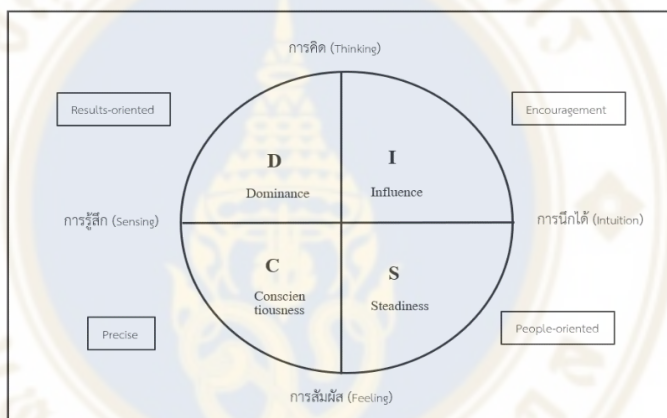 การคิด (Thinking)
Results-oriented
Encouragement
D
Dominance
I
Influence
การรู้สึก (Sensing)
การนึกได้ (Intuition)
C
Conscien
tiousness
S
Steadiness
Precise
People-oriented
การสัมผัส (Feeling)